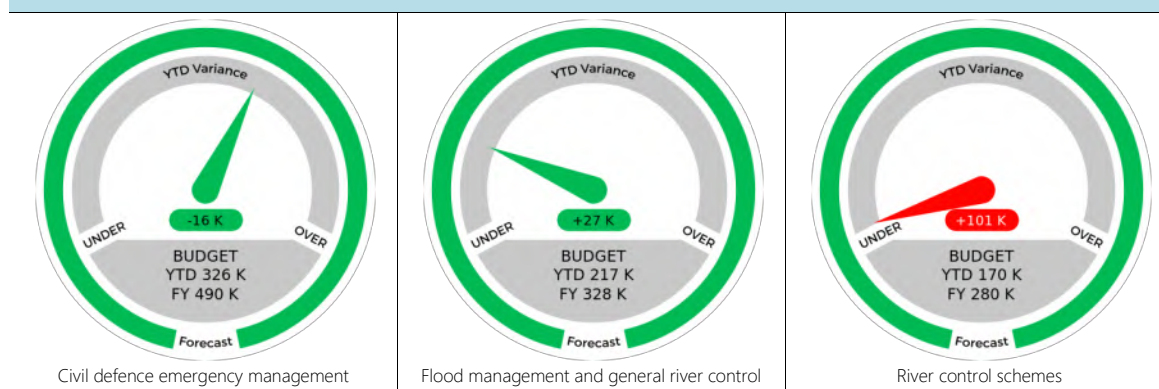 YTD Variance
-16 K
UNDER
OVER
BUDGET
YTD 326 K
FY 490 K
Forecast
Civil defence emergency management
YTD Variance
+27 K
UNDER
OVER
BUDGET
YTD 217 K
FY 328 K
Forecast
Flood management and general river control
YTD Variance
+101 K
UNDER
OVER
BUDGET
YTD 170 K
FY 280 K
Forecast
River control schemes